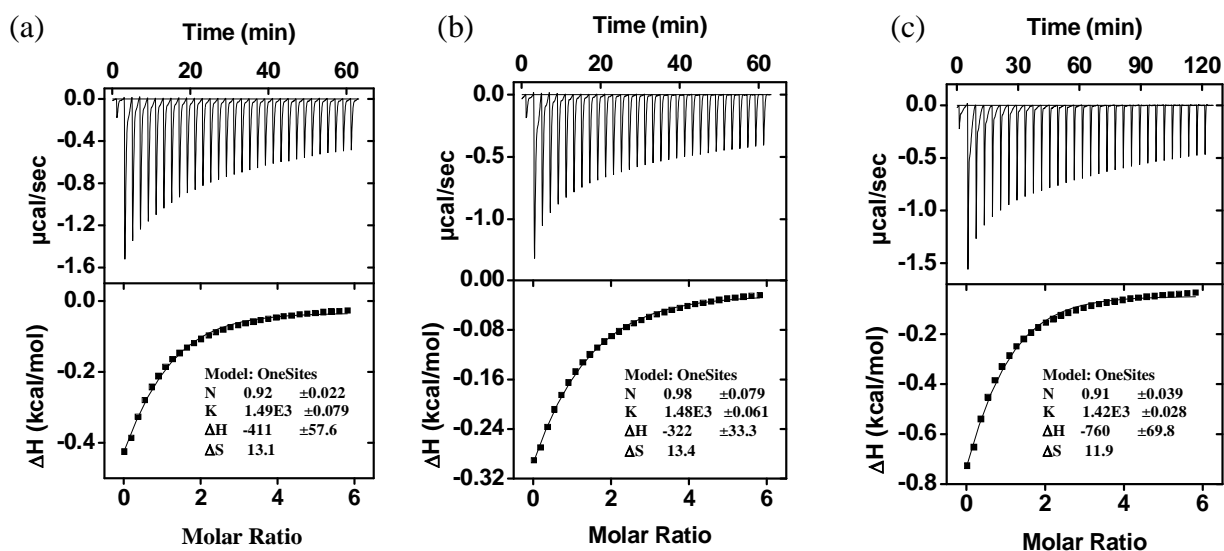 (a)
Time (min)
0 20 40 60
0.0
-0.4
-0.8
-1.2
-1.6
µcal/sec
0.0
-0.2
-0.4
ΔH (kcal/mol)
Model: OneSites
N 0.92 ±0.022
K 1.49E3 ±0.079
ΔH -411 ±57.6
ΔS 13.1
0 2 4 6
Molar Ratio
(b)
Time (min)
0 20 40 60
0.0
-0.5
-1.0
µcal/sec
0.00
-0.08
-0.16
-0.24
-0.32
ΔH (kcal/mol)
Model: OneSites
N 0.98 ±0.079
K 1.48E3 ±0.061
ΔH -322 ±33.3
ΔS 13.4
0 2 4 6
Molar Ratio
(c)
Time (min)
0 30 60 90 120
0.0
-0.5
-1.0
-1.5
µcal/sec
-0.2
-0.4
-0.6
-0.8
ΔH (kcal/mol)
Model: OneSites
N 0.91 ±0.039
K 1.42E3 ±0.028
ΔH -760 ±69.8
ΔS 11.9
0 2 4 6
Molar Ratio